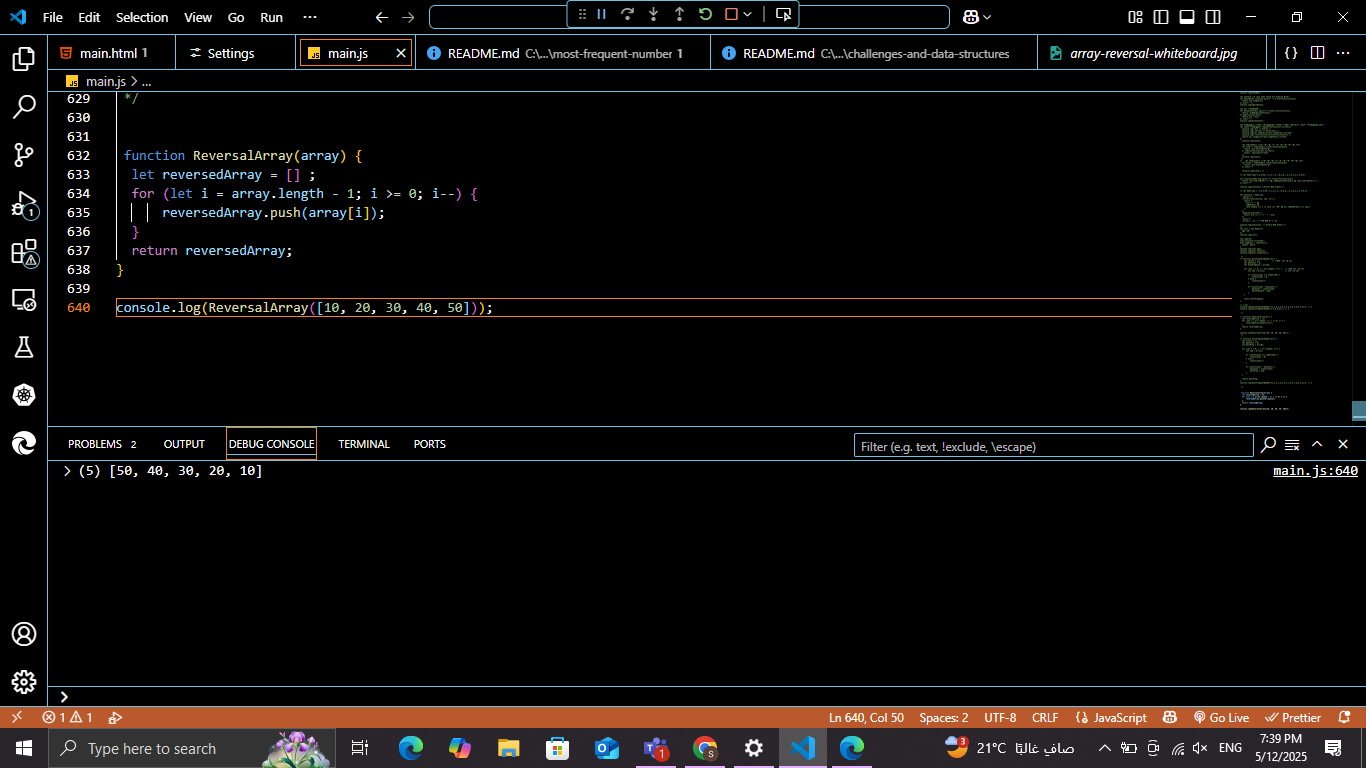 File Edit Selection View Go Run ···
main.html 1 Settings JS main.js README.md C:\...\most-frequent-number 1 README.md C:\...\challenges-and-data-structures array-reversal-whiteboard.jpg
JS main.js > ...
629 */
630
631
632 function ReversalArray(array) {
633 let reversedArray = [] ;
634 for (let i = array.length - 1; i >= 0; i--) {
635 reversedArray.push(array[i]);
636 }
637 return reversedArray;
638 }
639
640 console.log(ReversalArray([10, 20, 30, 40, 50]));
1
PROBLEMS 2 OUTPUT DEBUG CONSOLE TERMINAL PORTS Filter (e.g. text, !exclude, \escape)
> (5) [50, 40, 30, 20, 10] main.js:640
>
1 1 Ln 640, Col 50 Spaces: 2 UTF-8 CRLF {} JavaScript Go Live Prettier
Type here to search 1 S 3 21°C صافٍ غالبًا ENG 7:39 PM
5/12/2025